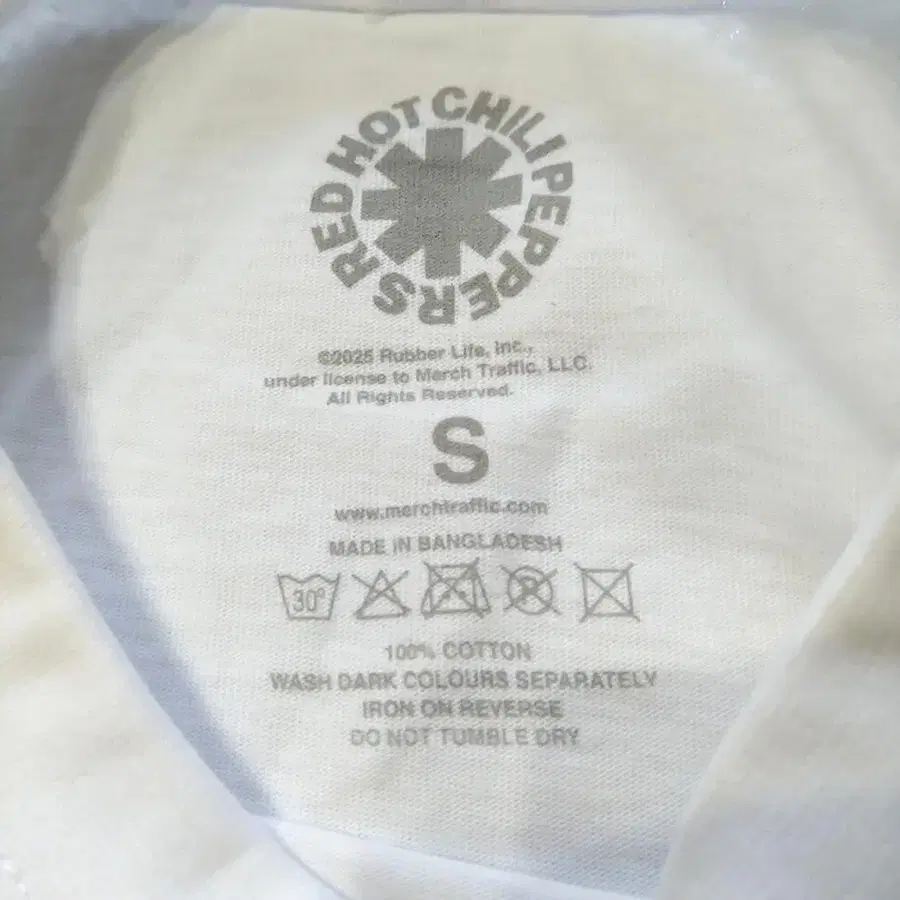 RED HOT CHILI PEPPERS
©2025 Rubber Life, Inc.,
under license to Merch Traffic, LLC.
All Rights Reserved.
S
www.merchtraffic.com
MADE IN BANGLADESH
30°
P
100% COTTON
WASH DARK COLOURS SEPARATELY
IRON ON REVERSE
DO NOT TUMBLE DRY